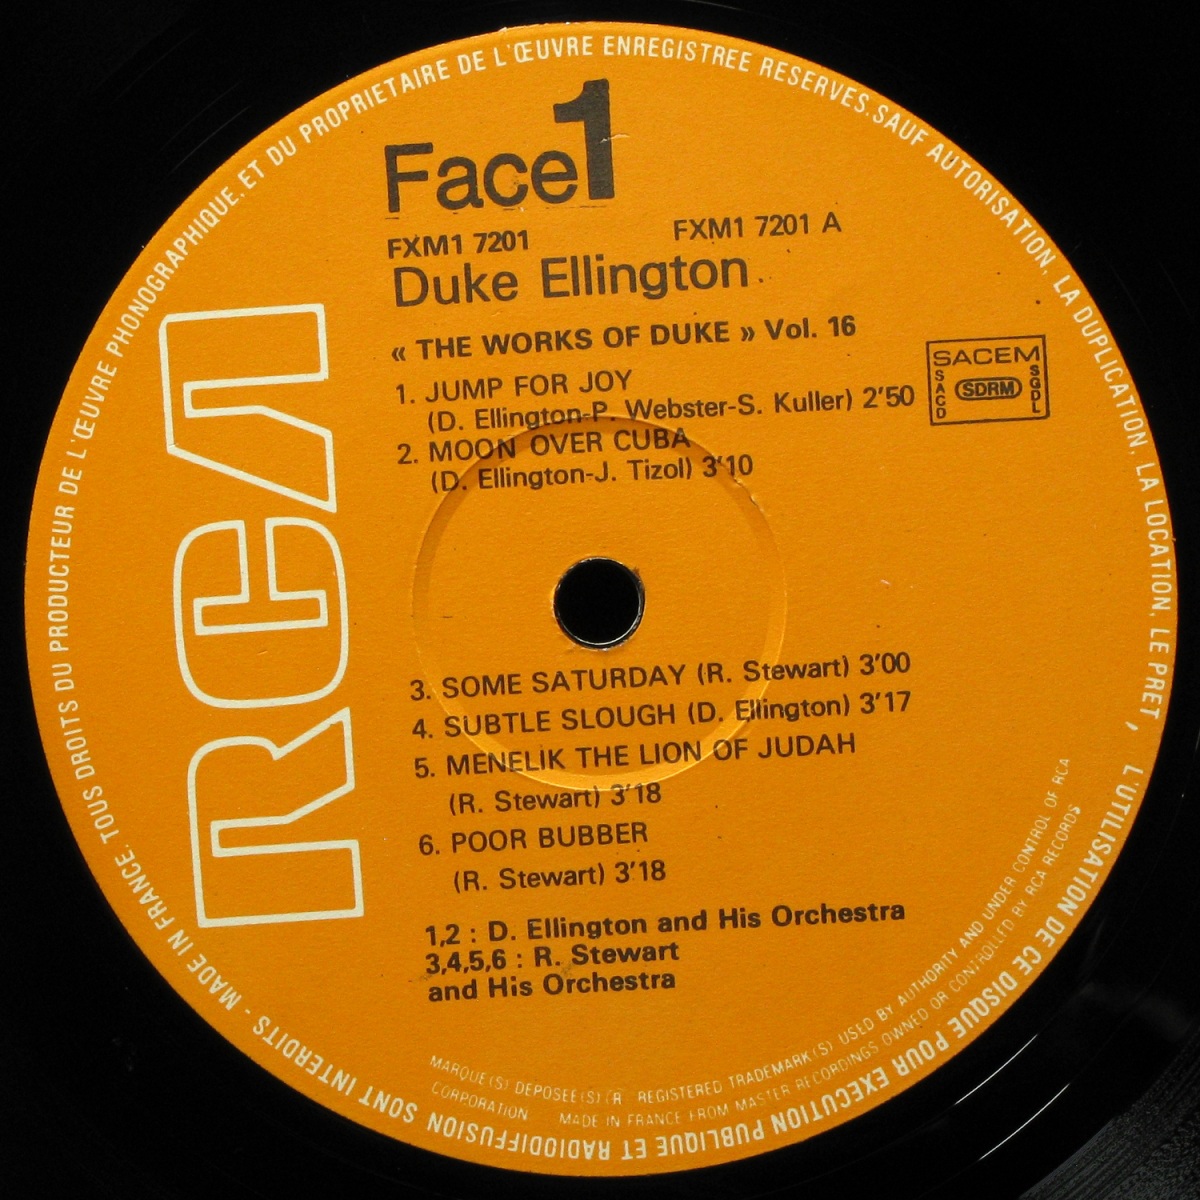 Face 1
FXM1 7201 FXM1 7201 A
Duke Ellington
« THE WORKS OF DUKE » Vol. 16
1. JUMP FOR JOY
(D. Ellington-P. Webster-S. Kuller) 2'50
2. MOON OVER CUBA
(D. Ellington-J. Tizol) 3'10
SACEM
SACD SDRM SGDL
RCA
3. SOME SATURDAY (R. Stewart) 3'00
4. SUBTLE SLOUGH (D. Ellington) 3'17
5. MENELIK THE LION OF JUDAH
(R. Stewart) 3'18
6. POOR BUBBER
(R. Stewart) 3'18
1,2 : D. Ellington and His Orchestra
3,4,5,6 : R. Stewart
and His Orchestra
MADE IN FRANCE. TOUS DROITS DU PRODUCTEUR DE L'ŒUVRE PHONOGRAPHIQUE. ET DU PROPRIETAIRE DE L'ŒUVRE ENREGISTREE RESERVES. SAUF AUTORISATION, LA DUPLICATION, LA LOCATION, LE PRET, L'UTILISATION DE CE DISQUE POUR EXECUTION PUBLIQUE ET RADIODIFFUSION SONT INTERDITS -
MARQUE(S) DEPOSEE(S) (R REGISTERED TRADEMARK(S) USED BY AUTHORITY AND UNDER CONTROL OF RCA
CORPORATION MADE IN FRANCE FROM MASTER RECORDINGS OWNED OR CONTROLLED BY RCA RECORDS